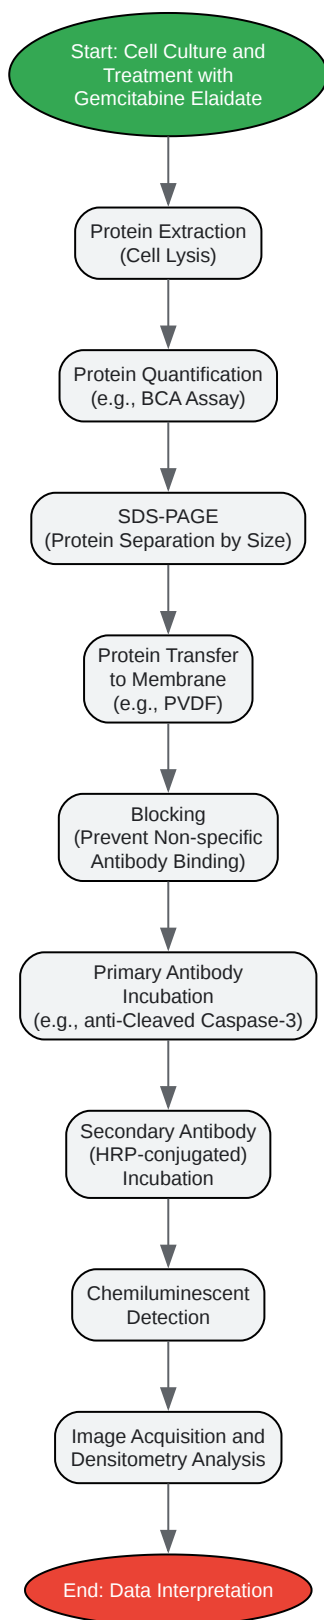 Start: Cell Culture and
Treatment with
Gemcitabine Elaidate
Protein Extraction
(Cell Lysis)
Protein Quantification
(e.g., BCA Assay)
SDS-PAGE
(Protein Separation by Size)
Protein Transfer
to Membrane
(e.g., PVDF)
Blocking
(Prevent Non-specific
Antibody Binding)
Primary Antibody
Incubation
(e.g., anti-Cleaved Caspase-3)
Secondary Antibody
(HRP-conjugated)
Incubation
Chemiluminescent
Detection
Image Acquisition and
Densitometry Analysis
End: Data Interpretation